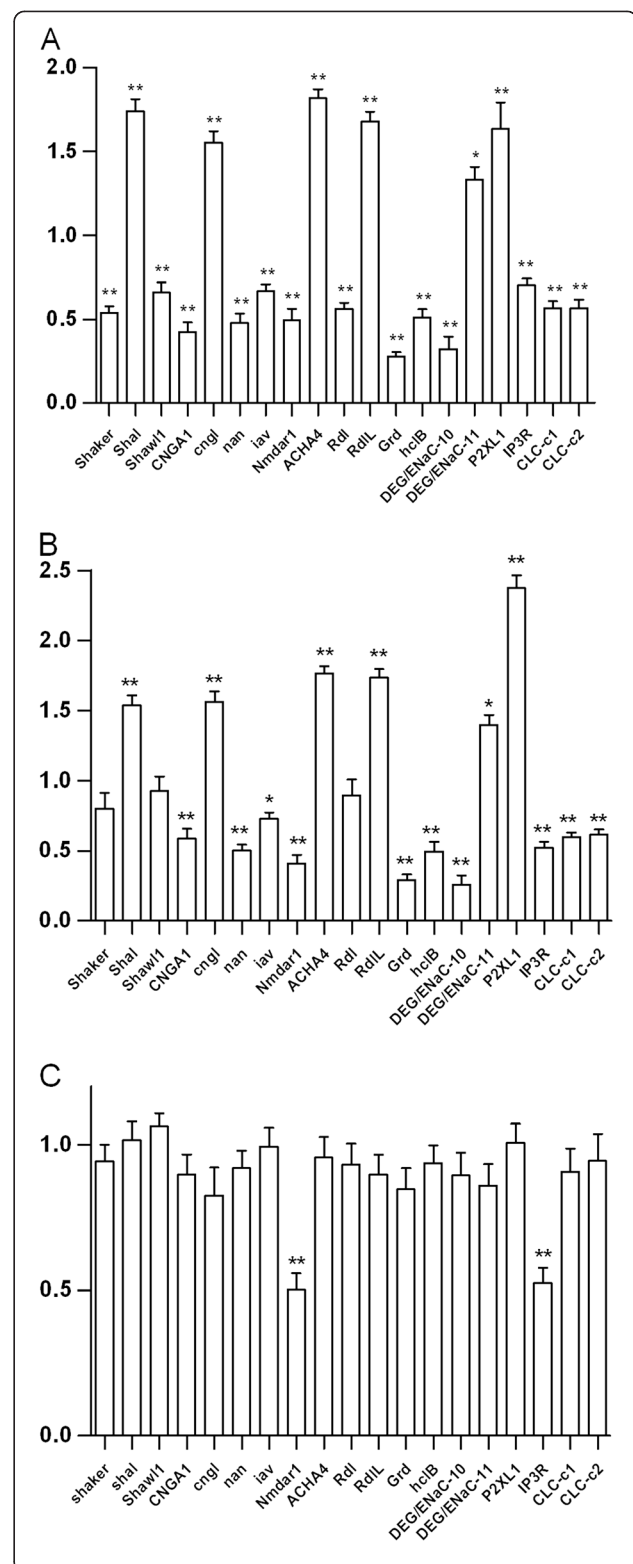 A
2.0
1.5
1.0
0.5
0.0
** ** ** ** ** ** ** ** ** ** ** ** ** ** * ** ** ** **
Shaker Shal Shawl1 CNGA1 cngl nan iav Nmdar1 ACHA4 Rdl RdlL Grd hclB DEG/ENaC-10 DEG/ENaC-11 P2XL1 IP3R CLC-c1 CLC-c2
B
2.5
2.0
1.5
1.0
0.5
0.0
** ** ** ** * ** ** ** ** ** ** * ** ** ** **
Shaker Shal Shawl1 CNGA1 cngl nan iav Nmdar1 ACHA4 Rdl RdlL Grd hclB DEG/ENaC-10 DEG/ENaC-11 P2XL1 IP3R CLC-c1 CLC-c2
C
1.0
0.5
0.0
** **
shaker shal Shawl1 CNGA1 cngl nan iav Nmdar1 ACHA4 Rdl RdlL Grd hclB DEG/ENaC-10 DEG/ENaC-11 P2XL1 IP3R CLC-c1 CLC-c2